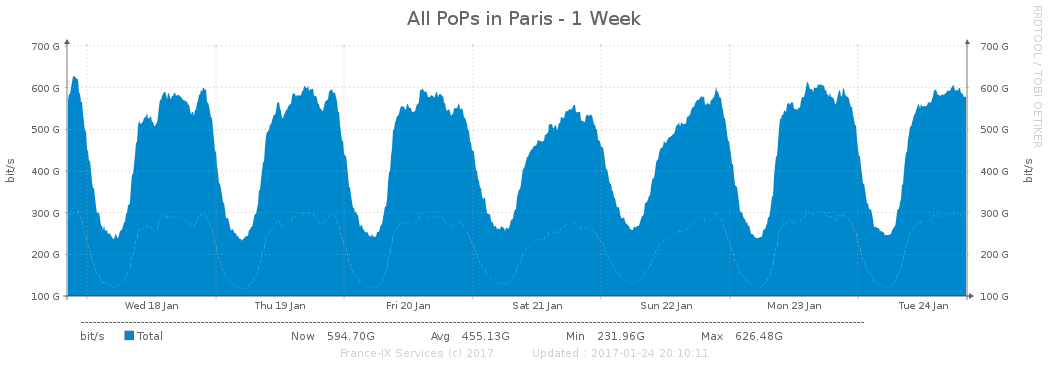 All PoPs in Paris - 1 Week
RRDTOOL / TOBI OETIKER
700 G 700 G
600 G 600 G
500 G 500 G
400 G 400 G
300 G 300 G
200 G 200 G
100 G 100 G
bit/s bit/s
Wed 18 Jan Thu 19 Jan Fri 20 Jan Sat 21 Jan Sun 22 Jan Mon 23 Jan Tue 24 Jan
bit/s Total Now 594.70G Avg 455.13G Min 231.96G Max 626.48G
France-IX Services (c) 2017 Updated : 2017-01-24 20:10:11